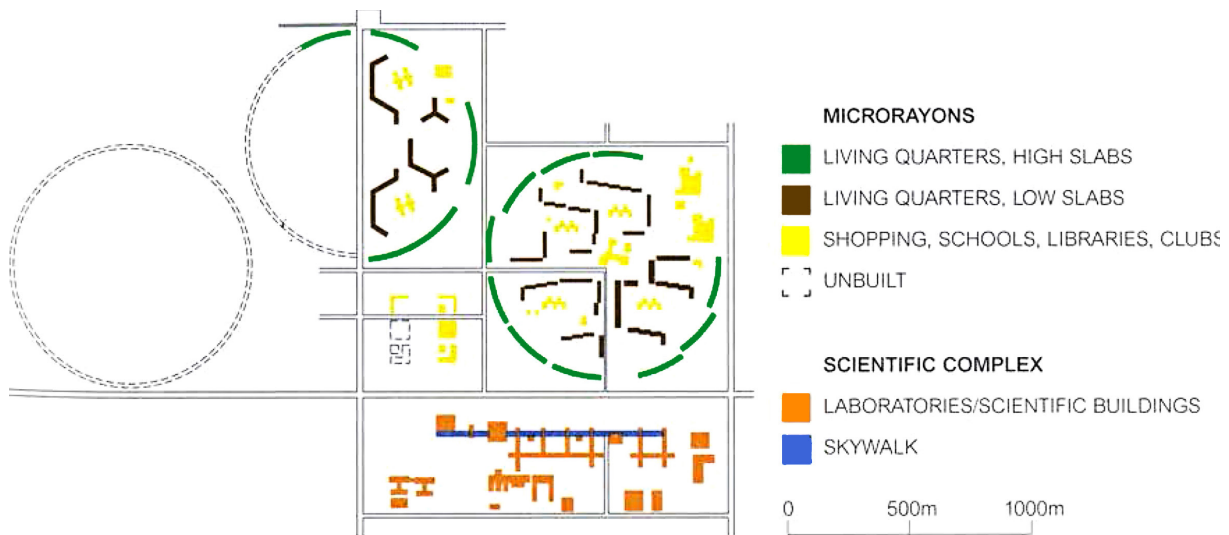 MICRORAYONS
LIVING QUARTERS, HIGH SLABS
LIVING QUARTERS, LOW SLABS
SHOPPING, SCHOOLS, LIBRARIES, CLUBS
UNBUILT
SCIENTIFIC COMPLEX
LABORATORIES/SCIENTIFIC BUILDINGS
SKYWALK
0 500m 1000m